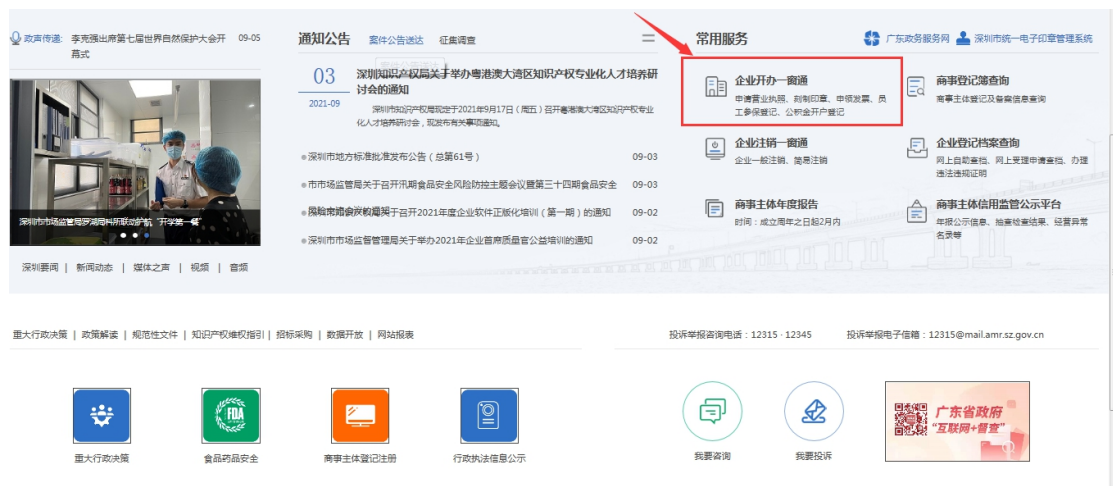 政声传递:
李克强出席第七届世界自然保护大会开
幕式
09-05
深圳市市场监管局罗湖局科所联动护航“开学第一餐”
深圳要闻 | 新闻动态 | 媒体之声 | 视频 | 音频
通知公告
案件公告送达
征集调查
案件公告送达
03
2021-09
深圳知识产权局关于举办粤港澳大湾区知识产权专业化人才培养研
讨会的通知
深圳市知识产权局现定于2021年9月17日(周五)召开粤港澳大湾区知识产权专业
化人才培养研讨会,现发布有关事项通知。
深圳市地方标准批准发布公告(总第61号) 09-03
市市场监管局关于召开汛期食品安全风险防控主题会议暨第三十四期食品安全 09-03
深圳市知识产权局关于召开2021年度企业软件正版化培训(第一期)的通知 09-02
深圳市市场监督管理局关于举办2021年企业首席质量官公益培训的通知 09-02
常用服务
广东政务服务网
深圳市统一电子印章管理系统
企业开办一窗通
申请营业执照、刻制印章、申领发票、员
工参保登记、公积金开户登记
商事登记簿查询
商事主体登记及备案信息查询
企业注销一窗通
企业一般注销、简易注销
企业登记档案查询
网上自助查档、网上受理申请查档、办理
违法违规证明
商事主体年度报告
时间:成立周年之日起2月内
商事主体信用监管公示平台
年报公示信息、抽查检查结果、经营异常
名录等
重大行政决策 | 政策解读 | 规范性文件 | 知识产权维权指引 | 招标采购 | 数据开放 | 网站报表
投诉举报咨询电话:12315 · 12345
投诉举报电子信箱:12315@mail.amr.sz.gov.cn
FDA
重大行政决策
食品药品安全
商事主体登记注册
行政执法信息公示
我要咨询
我要投诉
广东省政府
“互联网+督查”